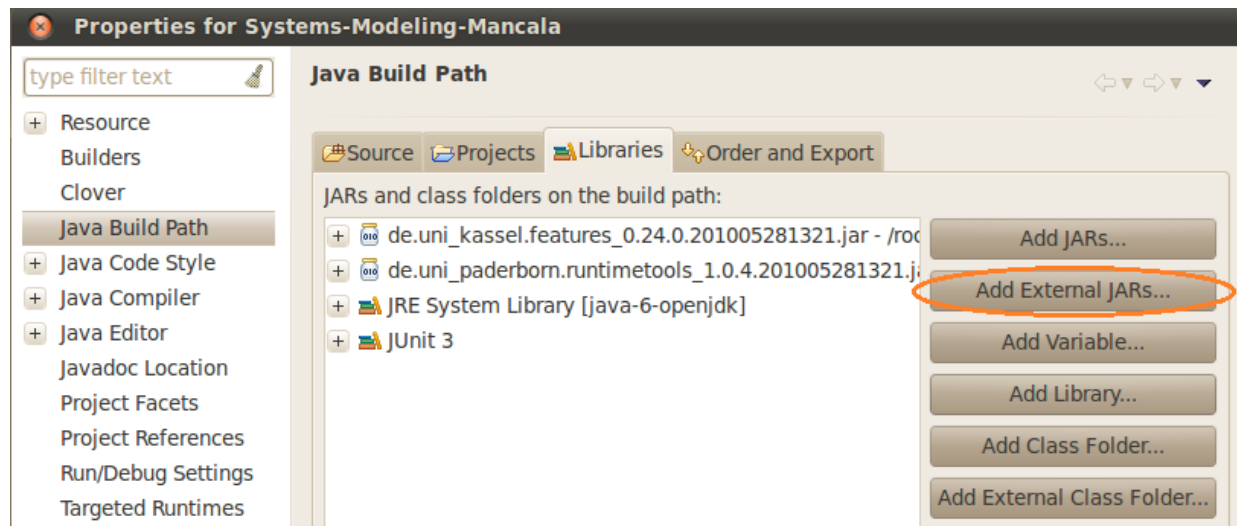 Properties for Systems-Modeling-Mancala
type filter text
Resource
Builders
Clover
Java Build Path
Java Code Style
Java Compiler
Java Editor
Javadoc Location
Project Facets
Project References
Run/Debug Settings
Targeted Runtimes
Java Build Path
Source Projects Libraries Order and Export
JARs and class folders on the build path:
de.uni_kassel.features_0.24.0.201005281321.jar - /roc
de.uni_paderborn.runtimetools_1.0.4.201005281321.ja
JRE System Library [java-6-openjdk]
JUnit 3
Add JARs...
Add External JARs...
Add Variable...
Add Library...
Add Class Folder...
Add External Class Folder...